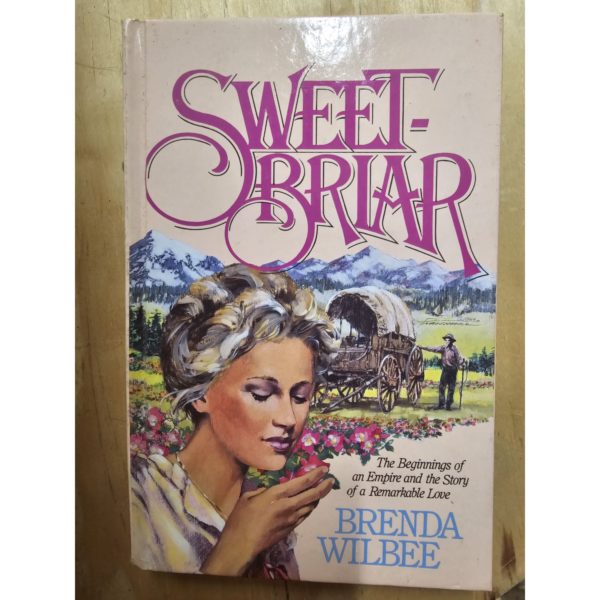 SWEET-
BRIAR
The Beginnings of
an Empire and the Story
of a Remarkable Love
BRENDA
WILBEE